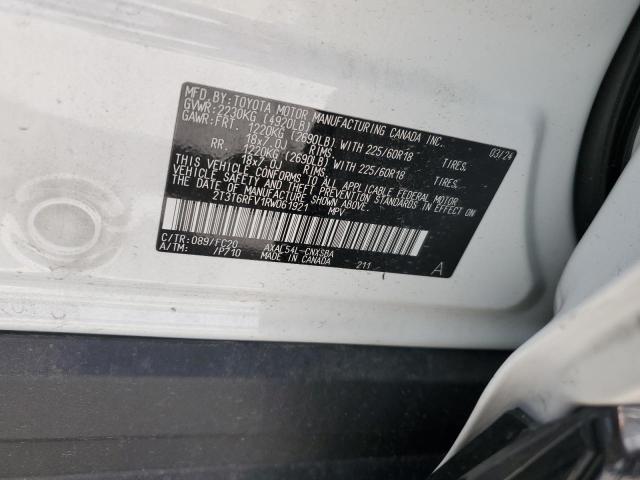 MFD.BY: TOYOTA MOTOR MANUFACTURING CANADA INC. 03/24
GVWR: 2230KG (4920LB)
GAWR: FRT. 1220KG (2690LB) WITH 225/60R18 TIRES,
18x7.0J RIMS
RR. 1220KG (2690LB) WITH 225/60R18 TIRES,
18x7.0J RIMS
THIS VEHICLE CONFORMS TO ALL APPLICABLE FEDERAL MOTOR
VEHICLE SAFETY AND THEFT PREVENTION STANDARDS IN EFFECT ON
THE DATE OF MANUFACTURE SHOWN ABOVE.
2T3T6RFV1RW061951 MPV
C/TR: 089/FC20 AXAL54L-CNXSBA
A/TM: /P710 MADE IN CANADA 211 A